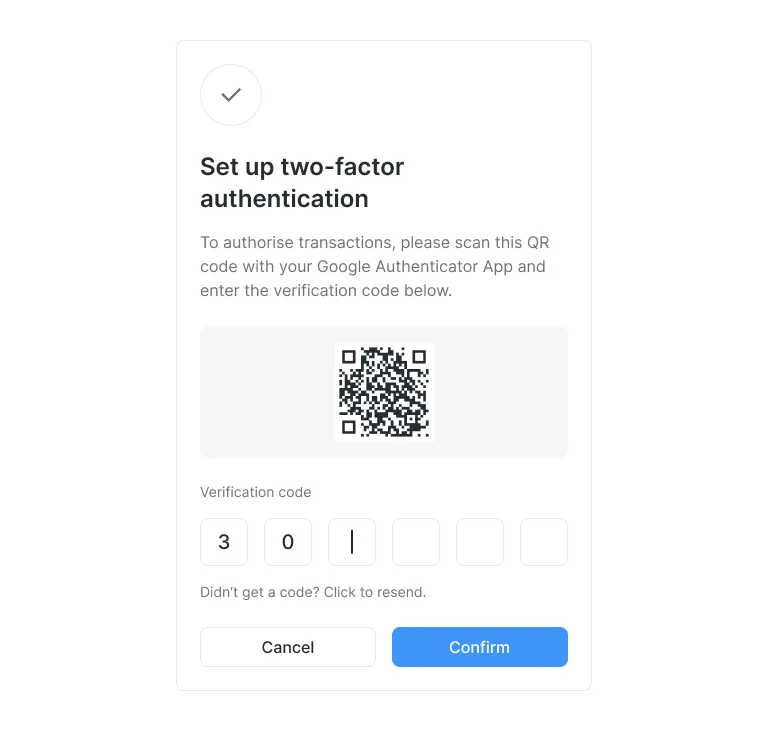 Set up two-factor
authentication
To authorise transactions, please scan this QR
code with your Google Authenticator App and
enter the verification code below.
Verification code
3 0
Didn’t get a code? Click to resend.
Cancel Confirm